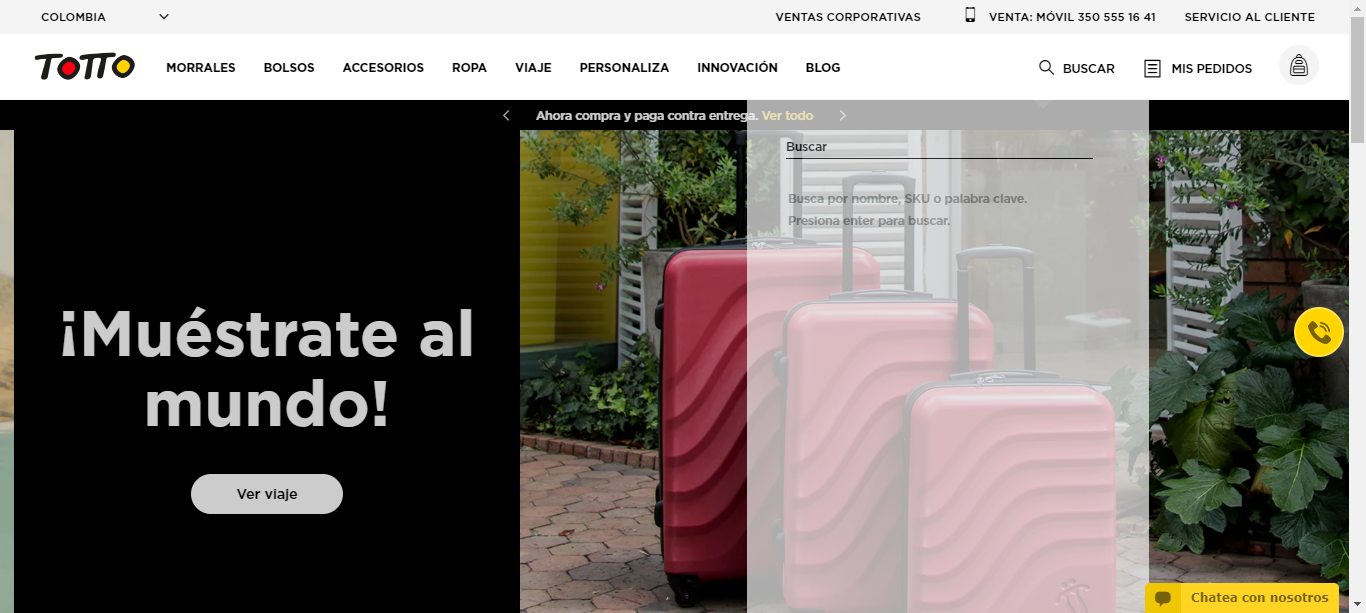 COLOMBIA
VENTAS CORPORATIVAS
VENTA: MÓVIL 350 555 16 41
SERVICIO AL CLIENTE
TOTTO
MORRALES
BOLSOS
ACCESORIOS
ROPA
VIAJE
PERSONALIZA
INNOVACIÓN
BLOG
BUSCAR
MIS PEDIDOS
Ahora compra y paga contra entrega. Ver todo
Buscar
Busca por nombre, SKU o palabra clave.
Presiona enter para buscar.
¡Muéstrate al
mundo!
Ver viaje
Chatea con nosotros